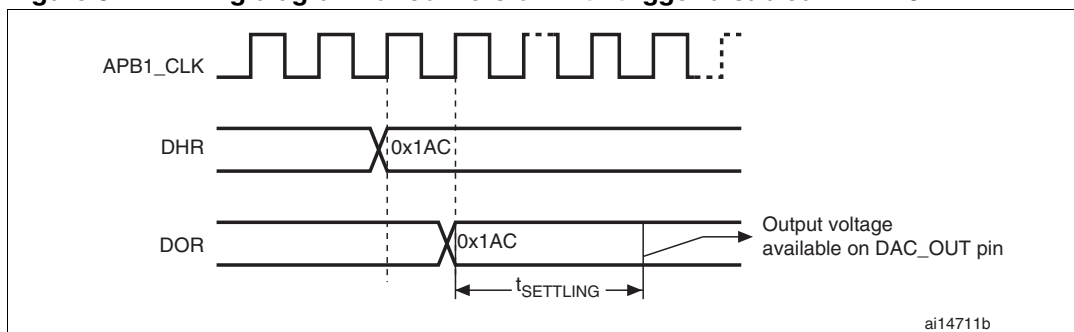 APB1_CLK
DHR
0x1AC
DOR
0x1AC
Output voltage
available on DAC_OUT pin
tSETTLING
ai14711b